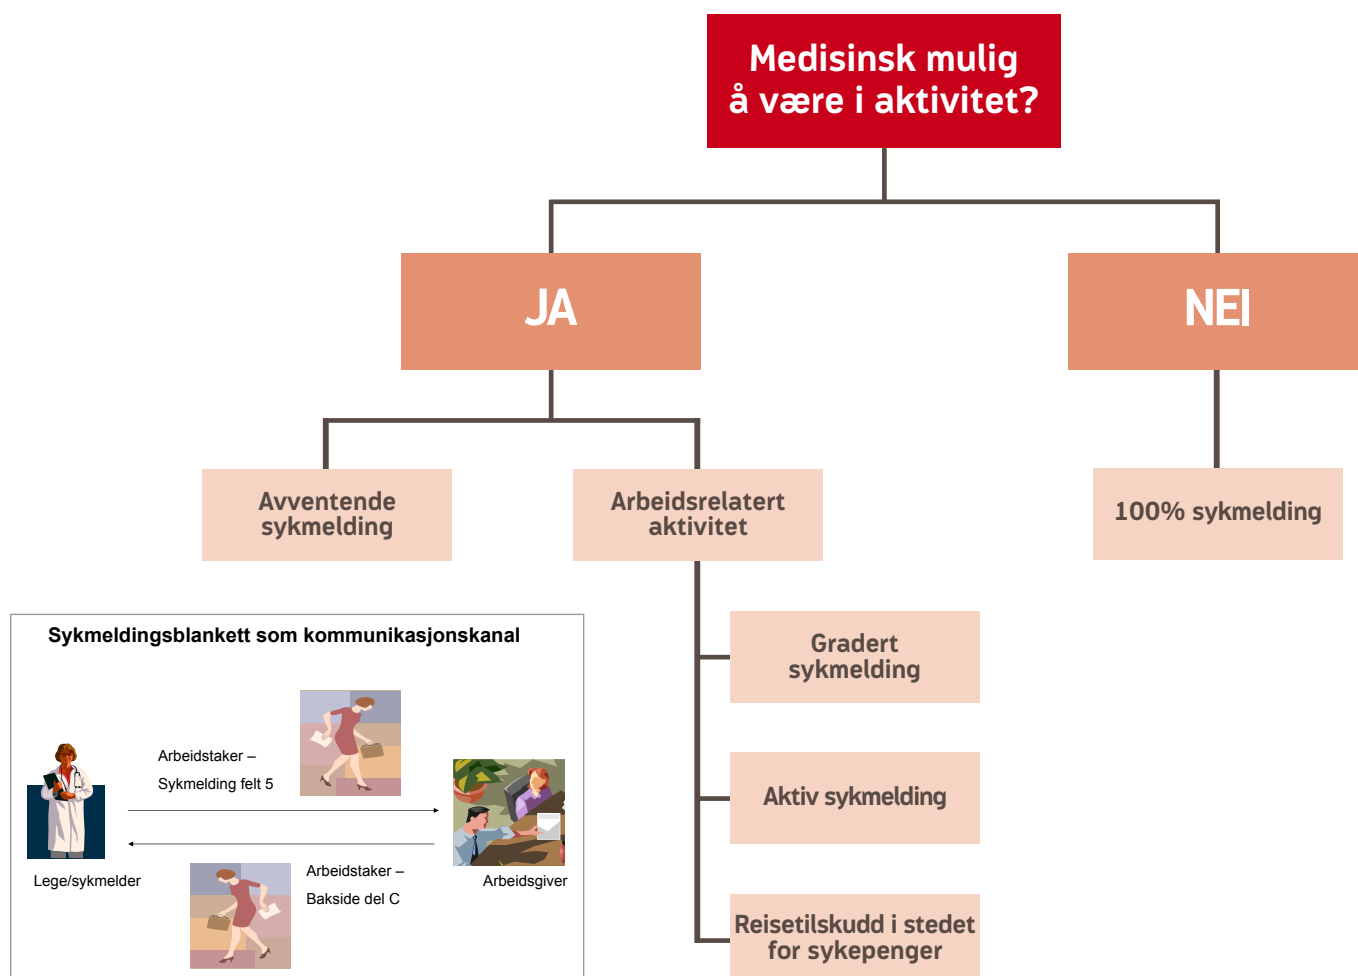 Medisinsk mulig
å være i aktivitet?
JA
NEI
Avventende
sykmelding
Arbeidsrelatert
aktivitet
100% sykmelding
Gradert
sykmelding
Aktiv sykmelding
Reisetilskudd i stedet
for sykepenger
Sykmeldingsblankett som kommunikasjonskanal
Arbeidstaker –
Sykmelding felt 5
Lege/sykmelder
Arbeidstaker –
Bakside del C
Arbeidsgiver